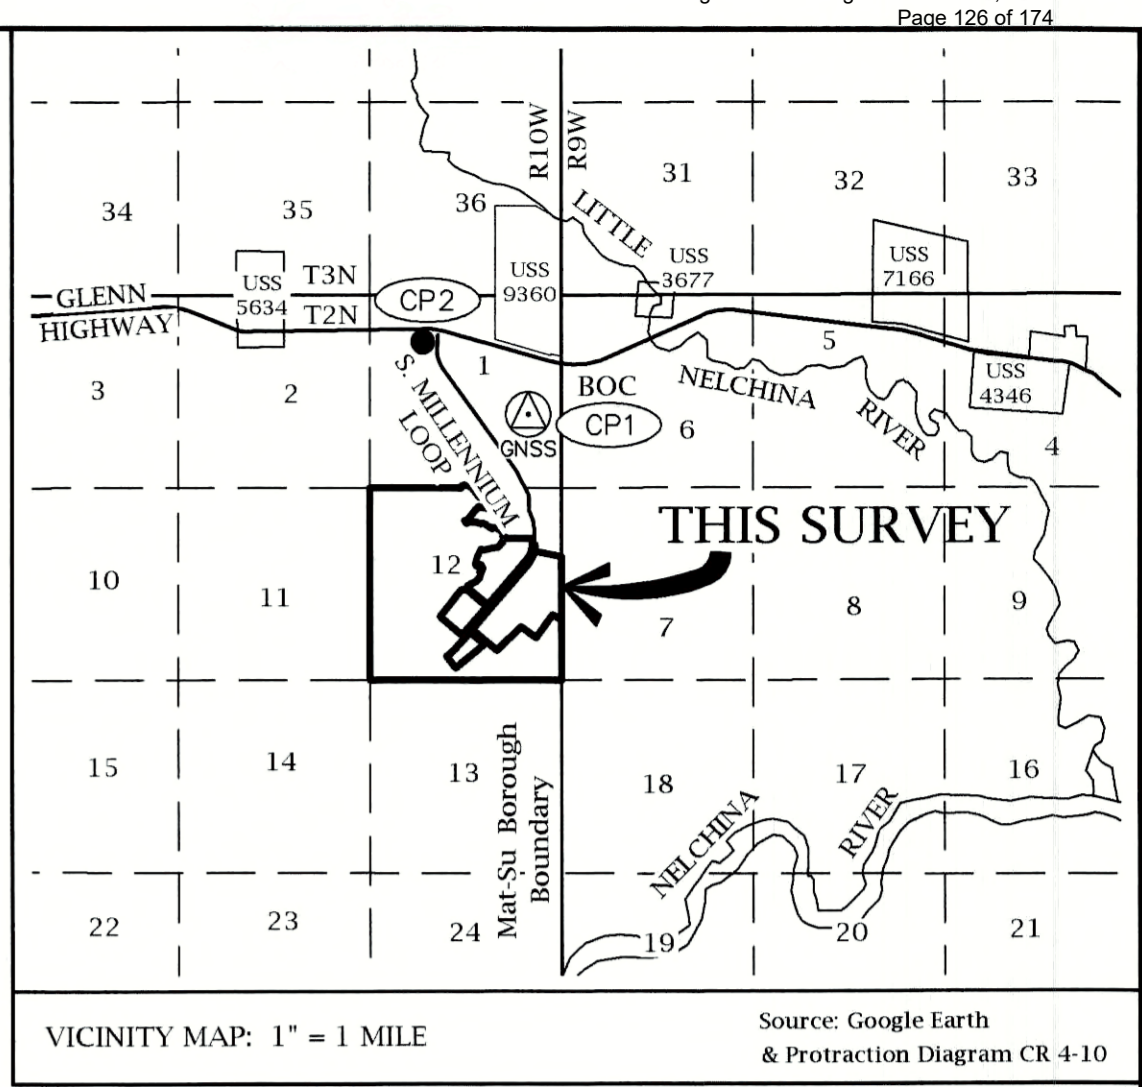 Page 126 of 174
R10W
R9W
34
35
36
31
32
33
LITTLE
USS
5634
T3N
T2N
CP2
USS
9360
USS
3677
USS
7166
GLENN
HIGHWAY
3
2
1
S. MILLENNIUM
LOOP
GNSS
BOC
CP1
6
NELCHINA
RIVER
5
USS
4346
4
THIS SURVEY
10
11
12
7
8
9
15
14
13
Mat-Su Borough
Boundary
18
17
16
NELCHINA
RIVER
22
23
24
19
20
21
VICINITY MAP: 1" = 1 MILE
Source: Google Earth
& Protraction Diagram CR 4-10